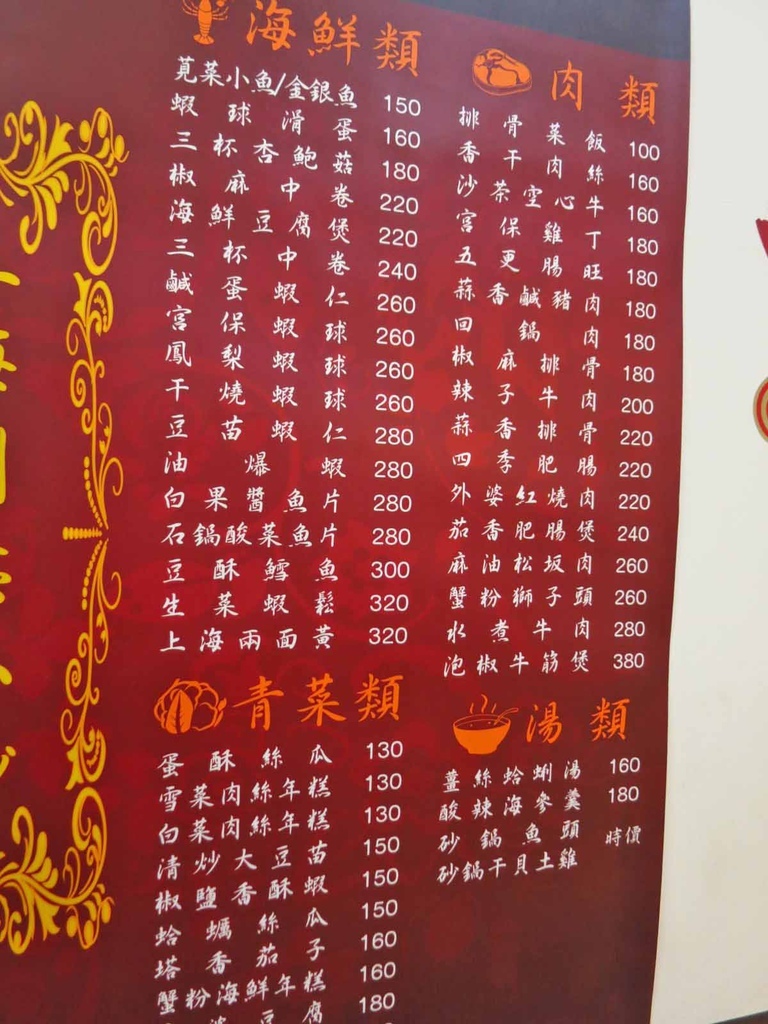 海鮮類
莧菜小魚/金銀魚 150
蝦球滑蛋 160
三杯杏鮑菇 180
椒麻中卷 220
海鮮豆腐煲 220
三杯中卷 240
鹹蛋蝦仁 260
宮保蝦球 260
鳳梨蝦球 260
干燒蝦球 260
豆苗蝦仁 280
油爆蝦 280
白果醬魚片 280
石鍋酸菜魚片 280
豆酥鱈魚 300
生菜蝦鬆 320
上海兩面黃 320
青菜類
蛋酥絲瓜 130
雪菜肉絲年糕 130
白菜肉絲年糕 130
清炒大豆苗 150
椒鹽香酥蝦 150
蛤蠣絲瓜 150
塔香茄子 160
蟹粉海鮮年糕 160
婆豆腐 180
肉類
排骨菜飯 100
香干肉絲 160
沙茶空心牛 160
宮保雞丁 180
五更腸旺 180
蒜香鹹豬肉 180
回鍋肉 180
椒麻排骨 180
辣子牛肉 200
蒜香排骨 220
四季肥腸 220
外婆紅燒肉 220
茄香肥腸煲 240
麻油松坂肉 260
蟹粉獅子頭 260
水煮牛肉 280
泡椒牛筋煲 380
湯類
薑絲蛤蜊湯 160
酸辣海參羹 180
砂鍋魚頭 時價
砂鍋干貝土雞